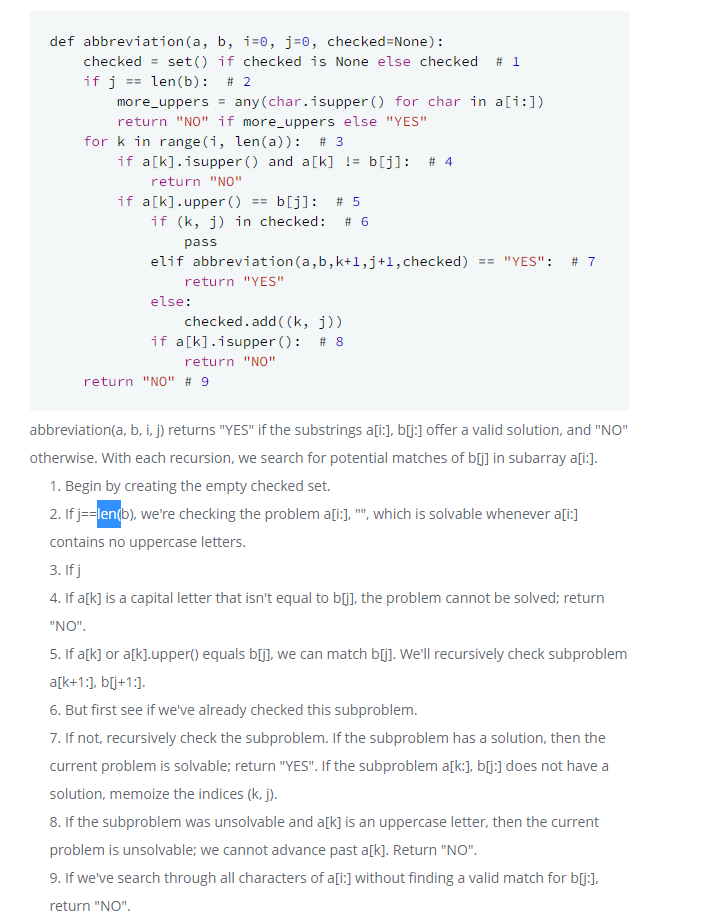 def abbreviation(a, b, i=0, j=0, checked=None):
    checked = set() if checked is None else checked  # 1
    if j == len(b):  # 2
        more_uppers = any(char.isupper() for char in a[i:])
        return "NO" if more_uppers else "YES"
    for k in range(i, len(a)):  # 3
        if a[k].isupper() and a[k] != b[j]:  # 4
            return "NO"
        if a[k].upper() == b[j]:  # 5
            if (k, j) in checked:  # 6
                pass
            elif abbreviation(a,b,k+1,j+1,checked) == "YES":  # 7
                return "YES"
            else:
                checked.add((k, j))
            if a[k].isupper():  # 8
                return "NO"
    return "NO" # 9
abbreviation(a, b, i, j) returns "YES" if the substrings a[i:], b[j:] offer a valid solution, and "NO"
otherwise. With each recursion, we search for potential matches of b[j] in subarray a[i:].
1. Begin by creating the empty checked set.
2. If j==len(b), we're checking the problem a[i:], "", which is solvable whenever a[i:]
contains no uppercase letters.
3. If j
4. If a[k] is a capital letter that isn't equal to b[j], the problem cannot be solved; return
"NO".
5. If a[k] or a[k].upper() equals b[j], we can match b[j]. We'll recursively check subproblem
a[k+1:], b[j+1:].
6. But first see if we've already checked this subproblem.
7. If not, recursively check the subproblem. If the subproblem has a solution, then the
current problem is solvable; return "YES". If the subproblem a[k:], b[j:] does not have a
solution, memoize the indices (k, j).
8. If the subproblem was unsolvable and a[k] is an uppercase letter, then the current
problem is unsolvable; we cannot advance past a[k]. Return "NO".
9. If we've search through all characters of a[i:] without finding a valid match for b[j:],
return "NO".